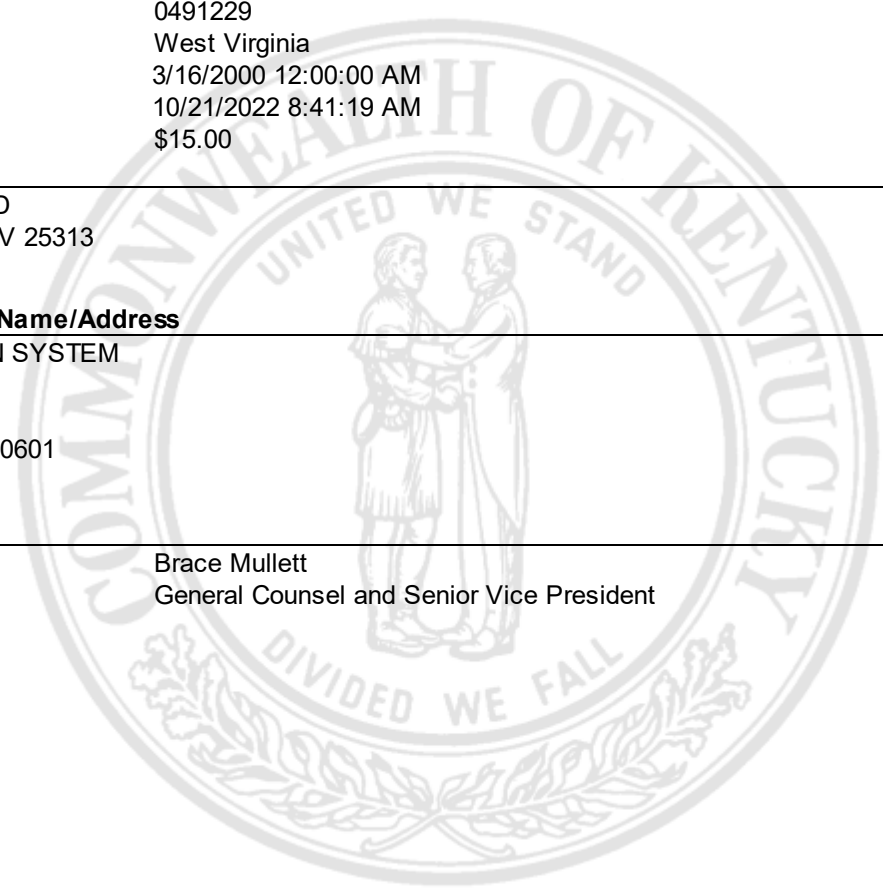 0491229
West Virginia
3/16/2000 12:00:00 AM
10/21/2022 8:41:19 AM
$15.00
V 25313
Name/Address
N SYSTEM
0601
Brace Mullett
General Counsel and Senior Vice President
COMMONWEALTH OF KENTUCKY
UNITED WE STAND
DIVIDED WE FALL